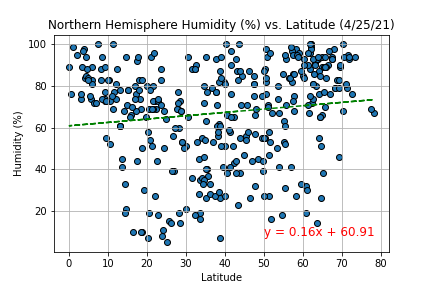 Northern Hemisphere Humidity (%) vs. Latitude (4/25/21)
100
80
60
40
20
Humidity (%)
y = 0.16x + 60.91
0 10 20 30 40 50 60 70 80
Latitude